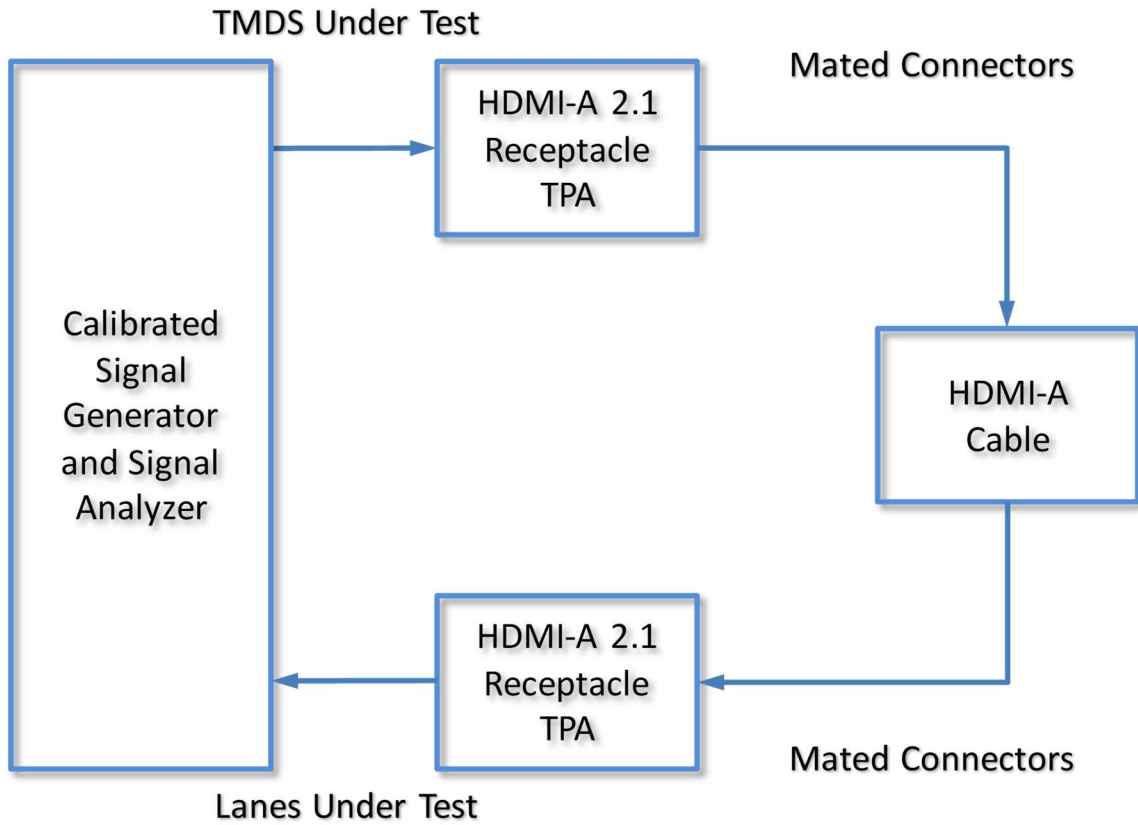 TMDS Under Test
Mated Connectors
HDMI-A 2.1
Receptacle
TPA
Calibrated
Signal
Generator
and Signal
Analyzer
HDMI-A
Cable
HDMI-A 2.1
Receptacle
TPA
Mated Connectors
Lanes Under Test